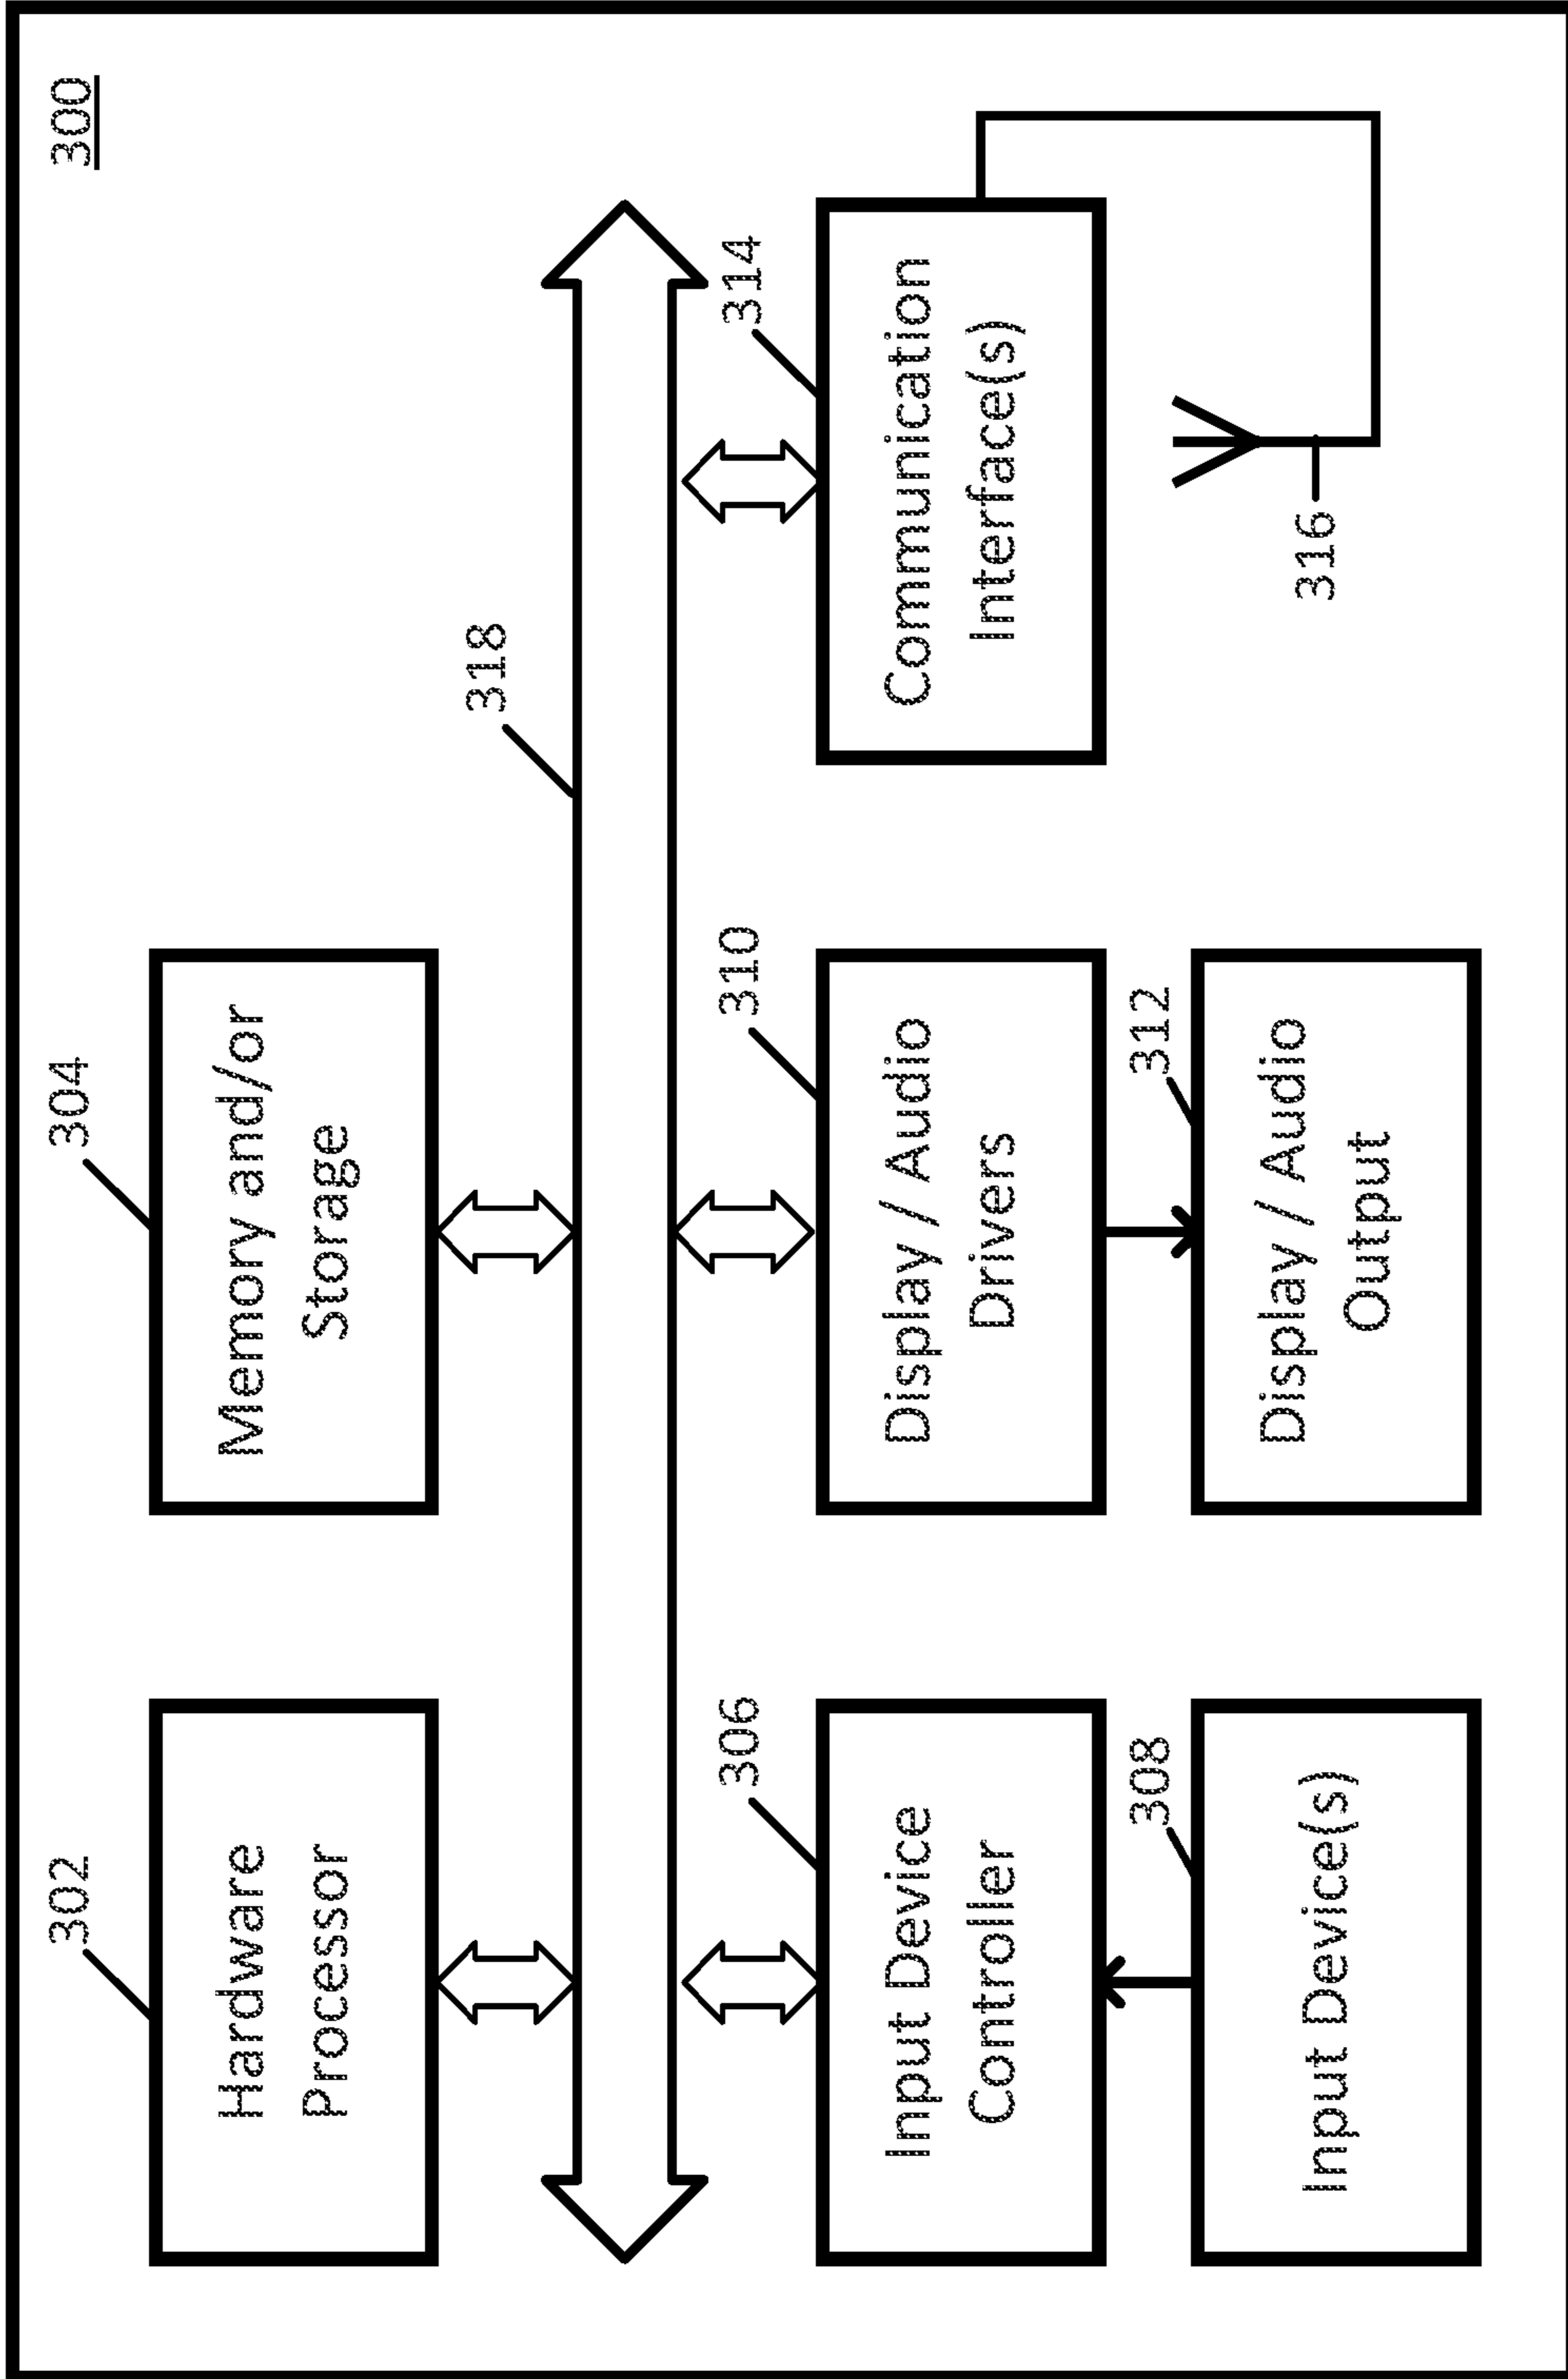 300
302
Hardware
Processor
304
Memory and/or
Storage
318
306
Input Device
Controller
310
Display / Audio
Drivers
314
Communication
Interface(s)
308
Input Device(s)
312
Display / Audio
Output
316